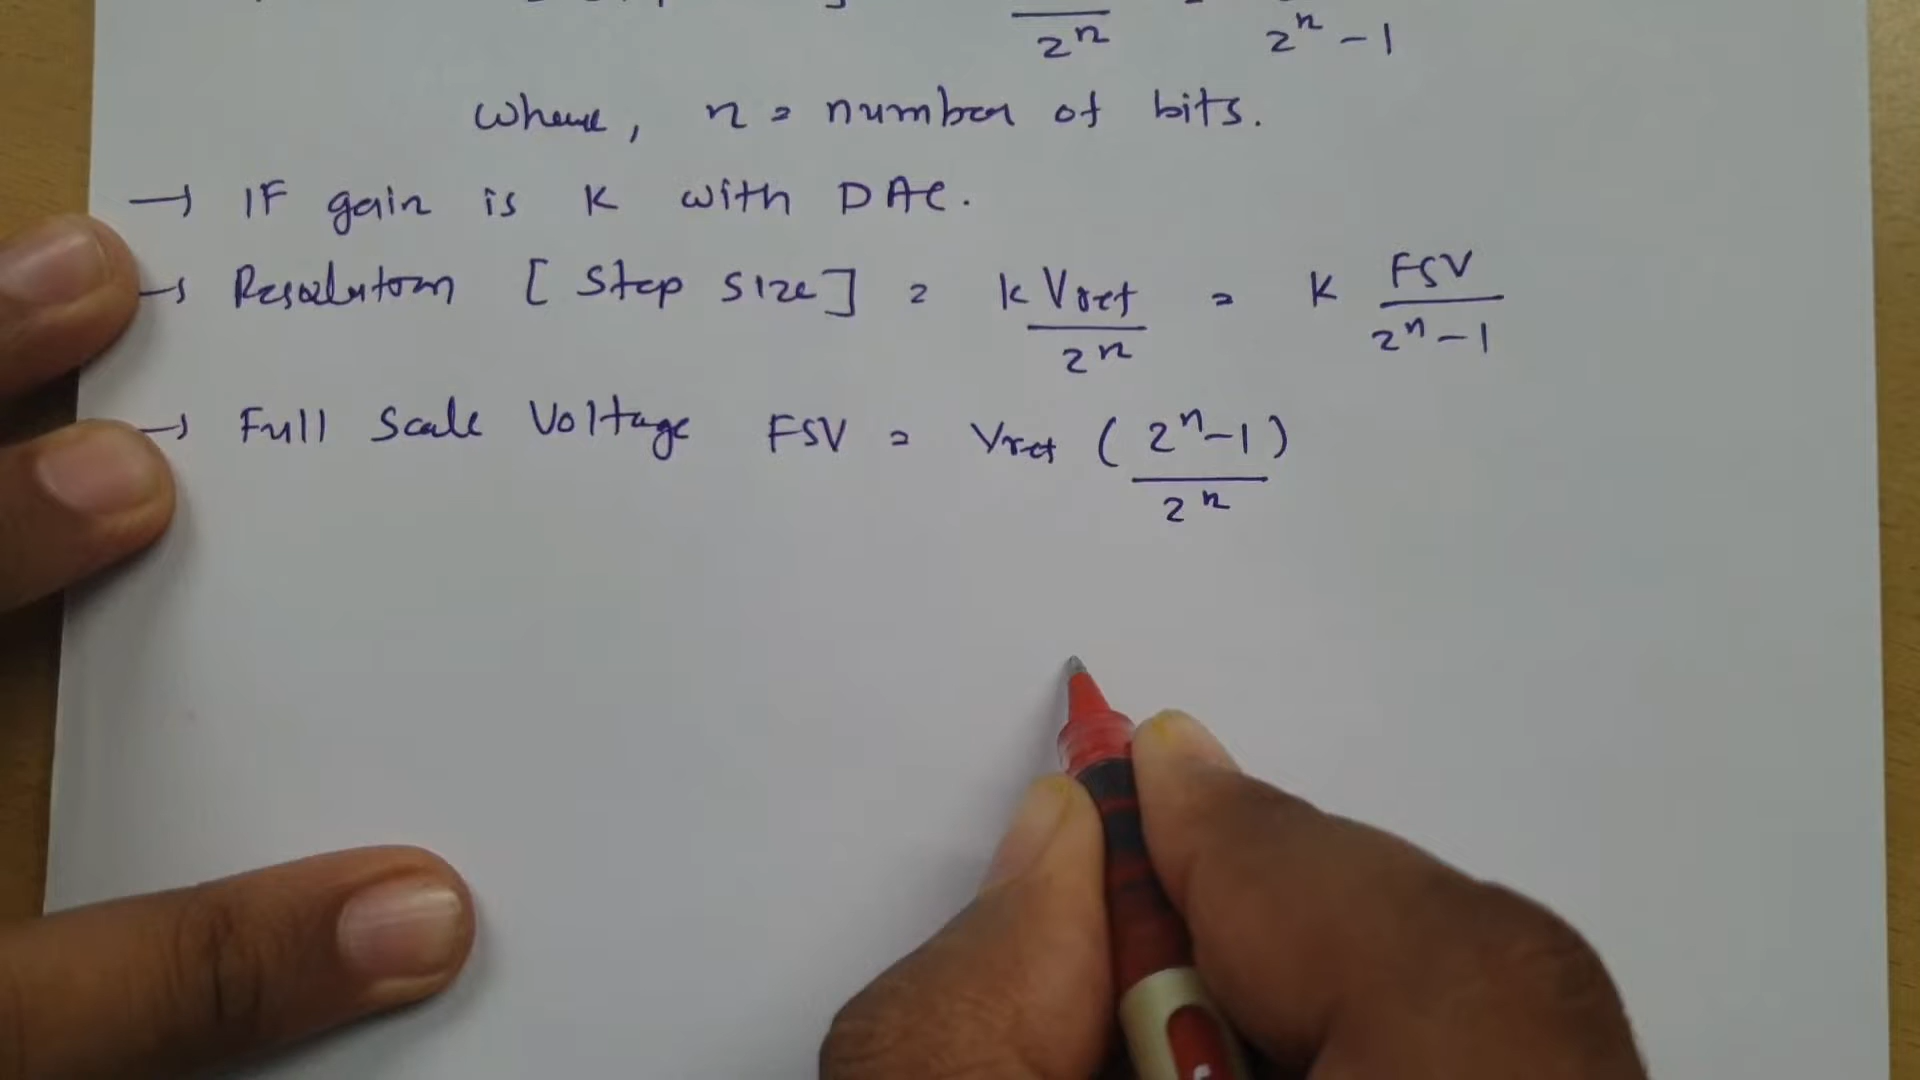 2ⁿ 2ⁿ - 1
where, n = number of bits.
→ IF gain is K with DAC.
→ Resolution [ Step size ] = K Vref / 2ⁿ = K FSV / 2ⁿ - 1
→ Full Scale Voltage FSV = Vref ( 2ⁿ - 1 ) / 2ⁿ